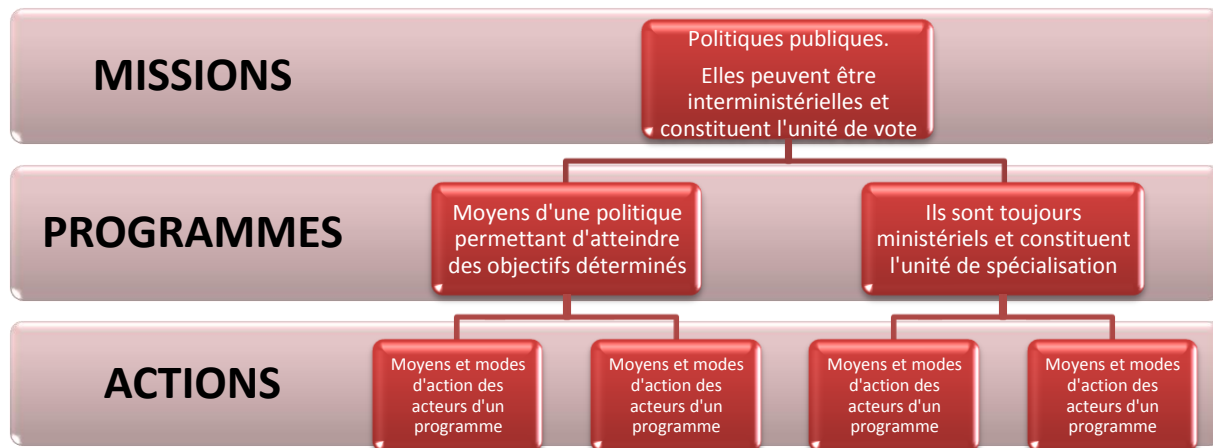 MISSIONS
Politiques publiques.
Elles peuvent être
interministérielles et
constituent l'unité de vote
PROGRAMMES
Moyens d'une politique
permettant d'atteindre
des objectifs déterminés
Ils sont toujours
ministériels et constituent
l'unité de spécialisation
ACTIONS
Moyens et modes
d'action des
acteurs d'un
programme
Moyens et modes
d'action des
acteurs d'un
programme
Moyens et modes
d'action des
acteurs d'un
programme
Moyens et modes
d'action des
acteurs d'un
programme